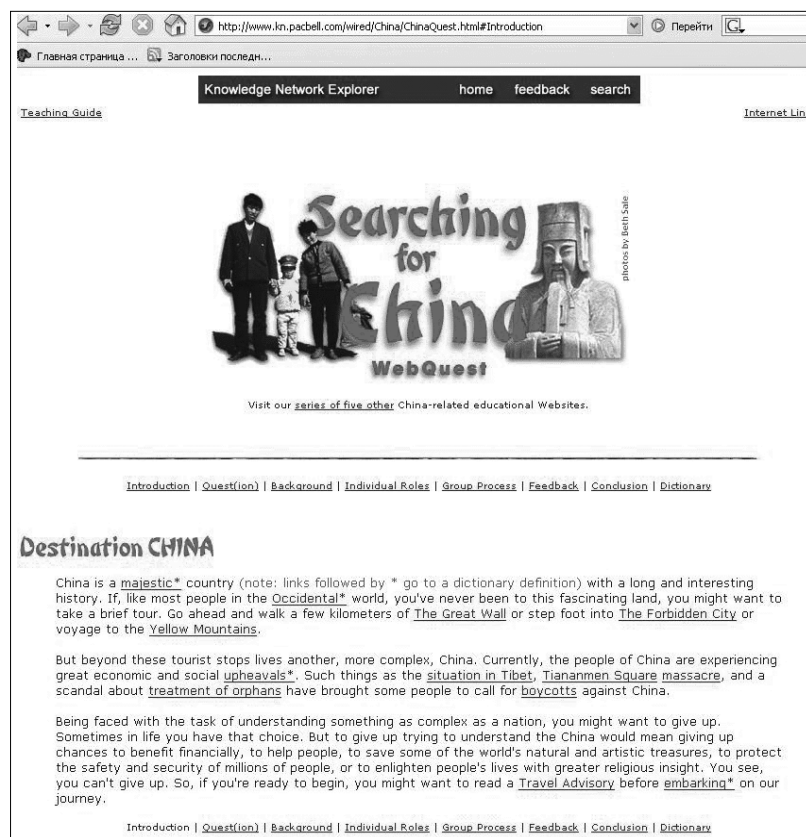 http://www.kn.pacbell.com/wired/China/ChinaQuest.html#Introduction
Перейти
G
Главная страница ...
Заголовки последн...
Knowledge Network Explorer home feedback search
Teaching Guide
Internet Lin
Searching
for
China
WebQuest
photos by Beth Sale
Visit our series of five other China-related educational Websites.
Introduction | Quest(ion) | Background | Individual Roles | Group Process | Feedback | Conclusion | Dictionary
Destination CHINA
China is a majestic* country (note: links followed by * go to a dictionary definition) with a long and interesting
history. If, like most people in the Occidental* world, you've never been to this fascinating land, you might want to
take a brief tour. Go ahead and walk a few kilometers of The Great Wall or step foot into The Forbidden City or
voyage to the Yellow Mountains.
But beyond these tourist stops lives another, more complex, China. Currently, the people of China are experiencing
great economic and social upheavals*. Such things as the situation in Tibet, Tiananmen Square massacre, and a
scandal about treatment of orphans have brought some people to call for boycotts against China.
Being faced with the task of understanding something as complex as a nation, you might want to give up.
Sometimes in life you have that choice. But to give up trying to understand the China would mean giving up
chances to benefit financially, to help people, to save some of the world's natural and artistic treasures, to protect
the safety and security of millions of people, or to enlighten people's lives with greater religious insight. You see,
you can't give up. So, if you're ready to begin, you might want to read a Travel Advisory before embarking* on our
journey.
Introduction | Quest(ion) | Background | Individual Roles | Group Process | Feedback | Conclusion | Dictionary